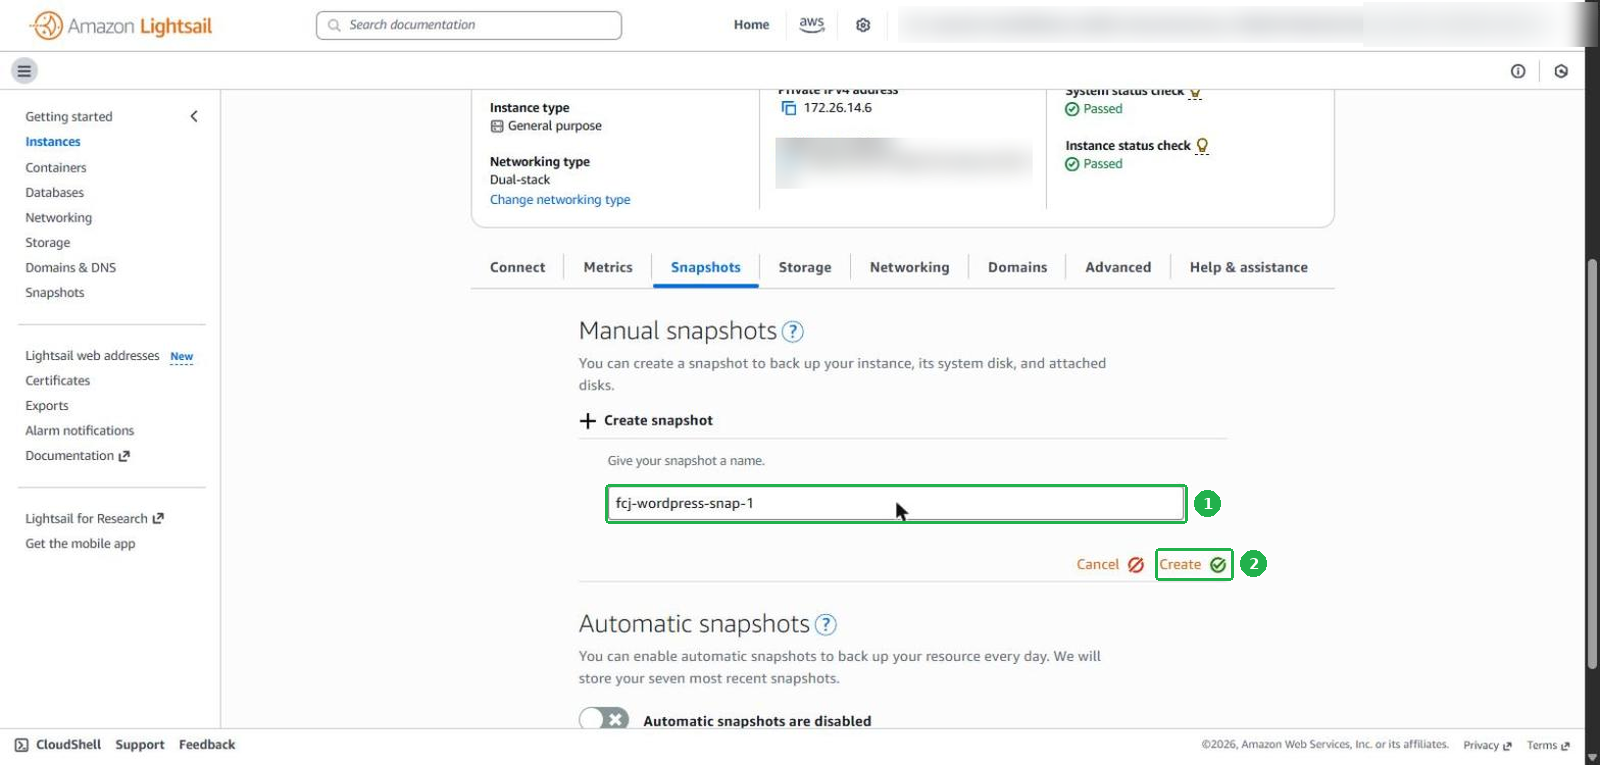 Amazon Lightsail
Search documentation
Home
aws
Getting started
Instances
Containers
Databases
Networking
Storage
Domains & DNS
Snapshots
Lightsail web addresses New
Certificates
Exports
Alarm notifications
Documentation
Lightsail for Research
Get the mobile app
Instance type
General purpose
Networking type
Dual-stack
Change networking type
Private IPv4 address
172.26.14.6
System status check
Passed
Instance status check
Passed
Connect
Metrics
Snapshots
Storage
Networking
Domains
Advanced
Help & assistance
Manual snapshots ?
You can create a snapshot to back up your instance, its system disk, and attached
disks.
+ Create snapshot
Give your snapshot a name.
fcj-wordpress-snap-1
1
Cancel
Create
2
Automatic snapshots ?
You can enable automatic snapshots to back up your resource every day. We will
store your seven most recent snapshots.
Automatic snapshots are disabled
CloudShell
Support
Feedback
©2026, Amazon Web Services, Inc. or its affiliates.
Privacy
Terms